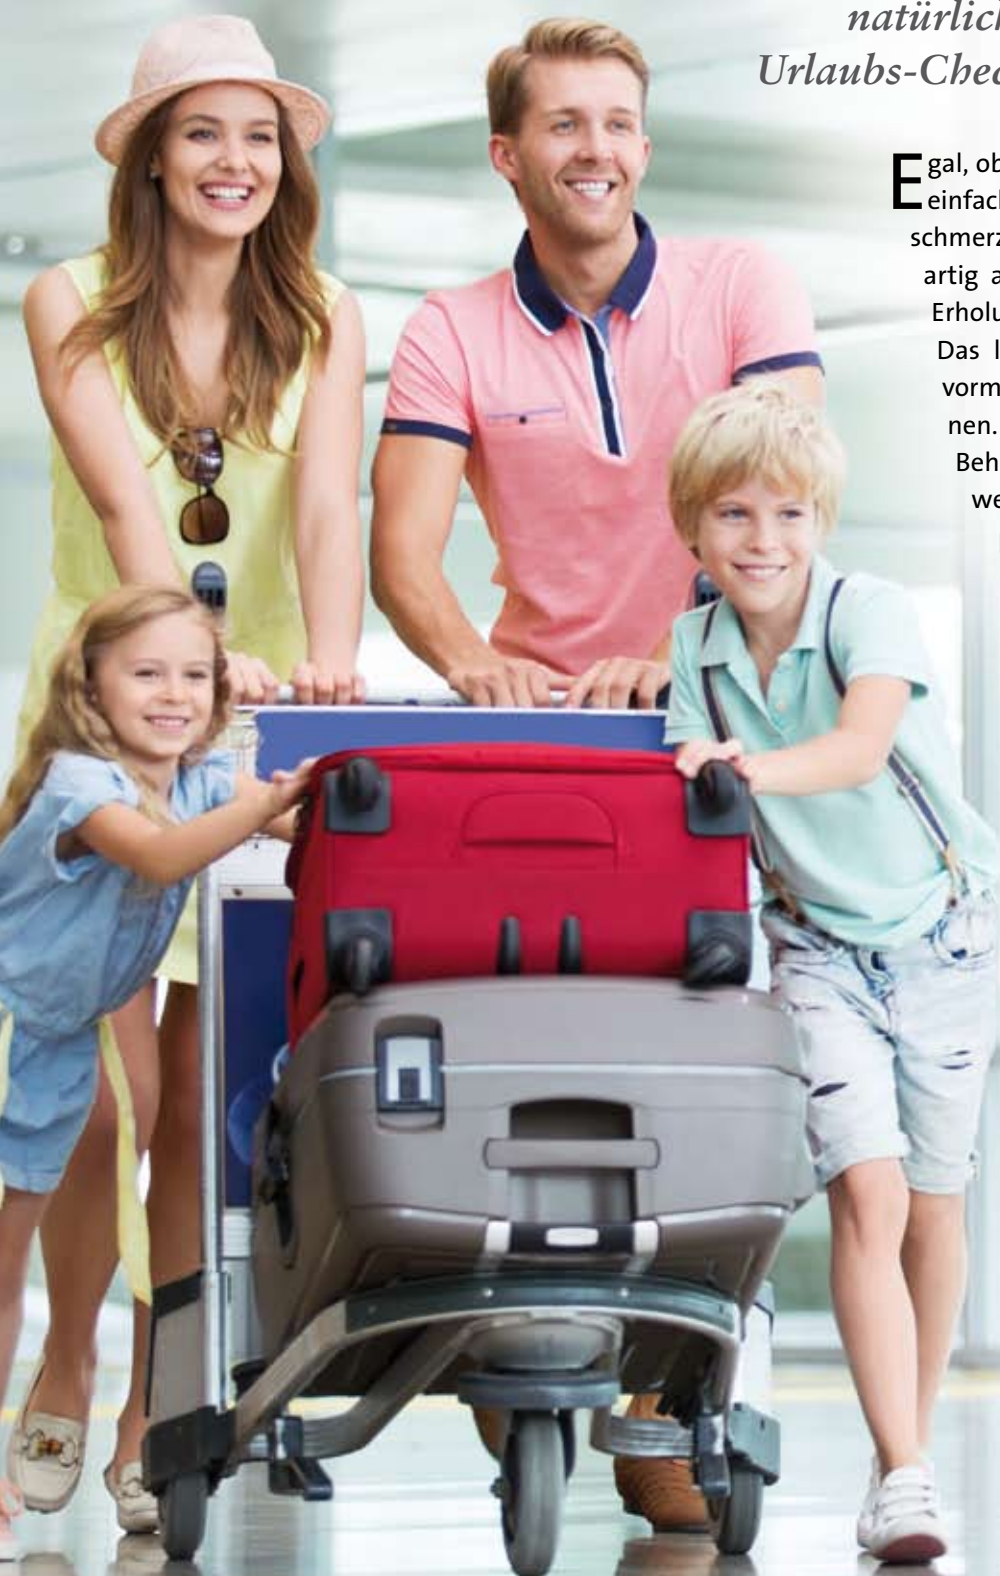 natürlich
Urlaubs-Chec
Egal, ob
einfach
schmerz
artig a
Erholu
Das l
vorm
nen.
Beh
we